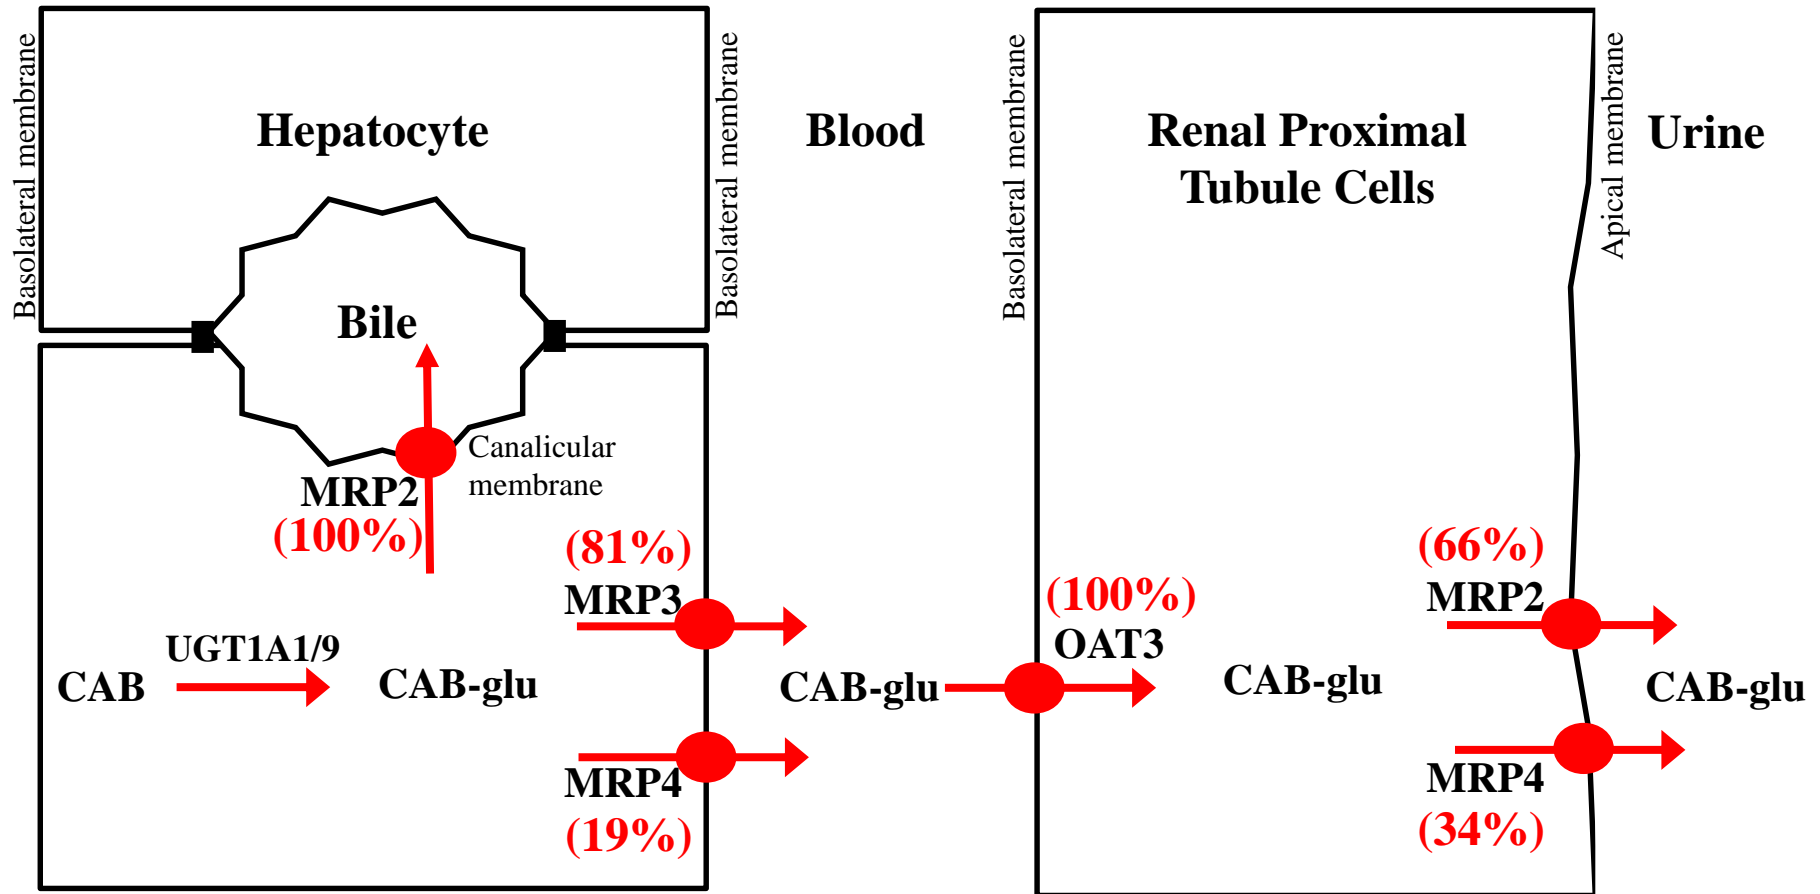 Basolateral membrane
Hepatocyte
Basolateral membrane
Blood
Basolateral membrane
Renal Proximal
Tubule Cells
Apical membrane
Urine
Bile
Canalicular
membrane
MRP2
(100%)
(81%)
MRP3
UGT1A1/9
CAB
CAB-glu
MRP4
(19%)
CAB-glu
(100%)
OAT3
CAB-glu
(66%)
MRP2
CAB-glu
MRP4
(34%)